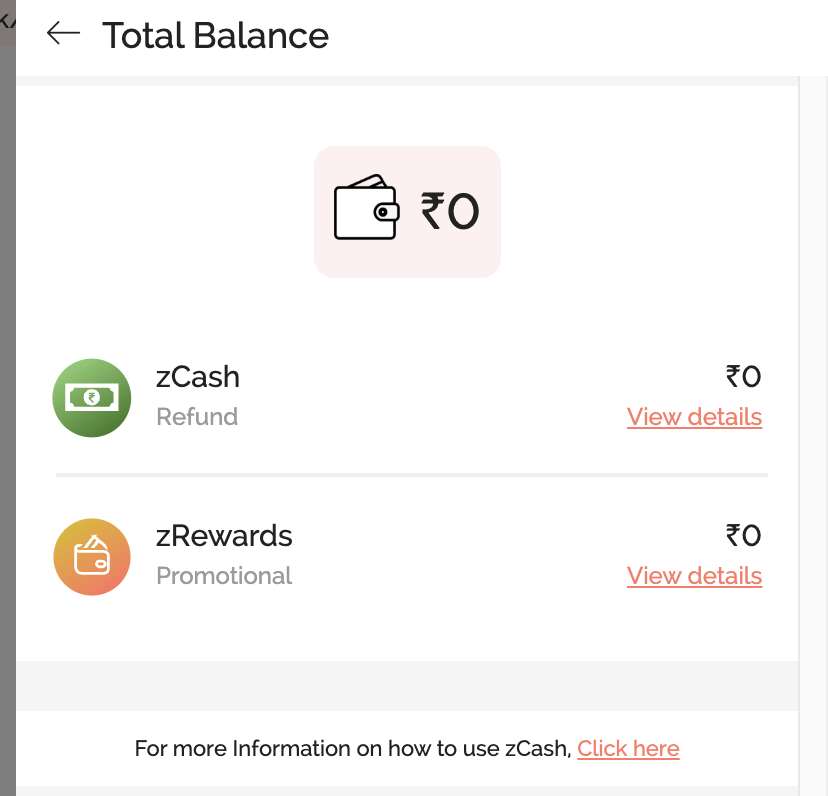 Total Balance
₹0
zCash
₹0
Refund
View details
zRewards
₹0
Promotional
View details
For more Information on how to use zCash, Click here